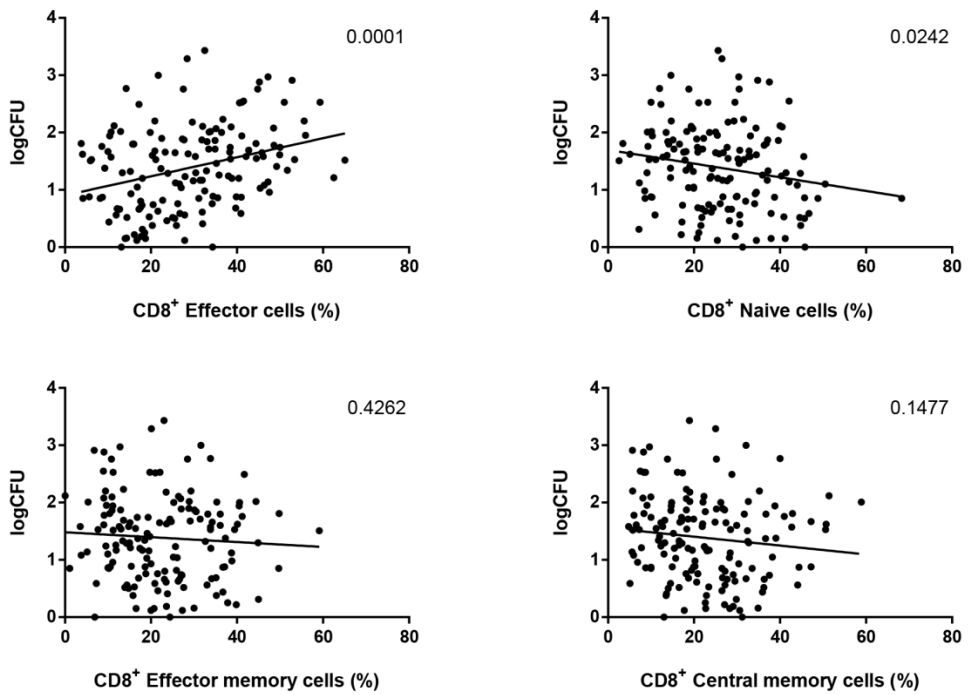 4
3
2
1
0
logCFU
0.0001
0 20 40 60 80
CD8⁺ Effector cells (%)
4
3
2
1
0
logCFU
0.0242
0 20 40 60 80
CD8⁺ Naive cells (%)
4
3
2
1
0
logCFU
0.4262
0 20 40 60 80
CD8⁺ Effector memory cells (%)
4
3
2
1
0
logCFU
0.1477
0 20 40 60 80
CD8⁺ Central memory cells (%)